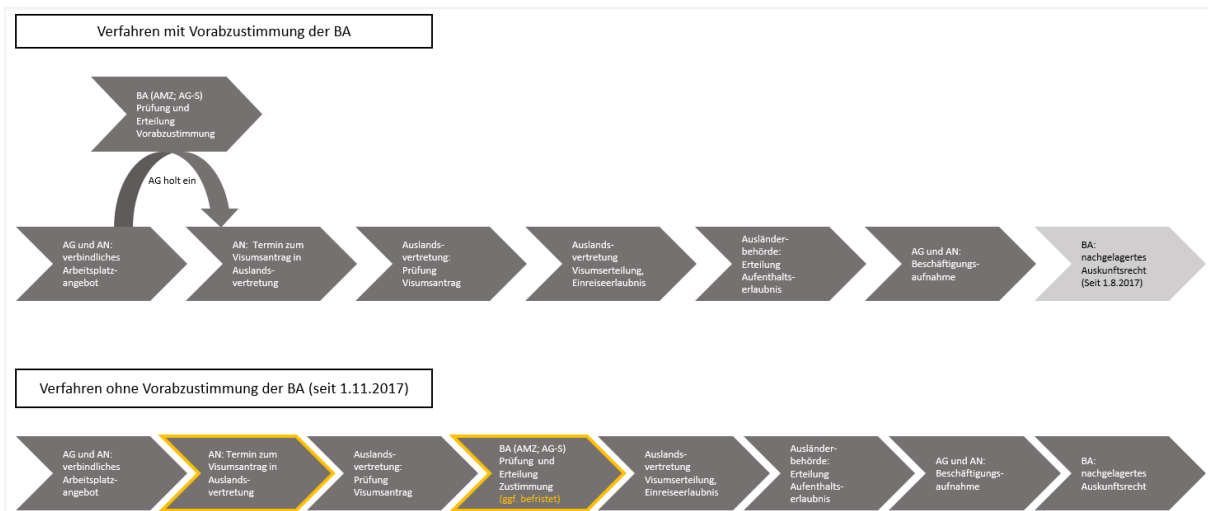 Verfahren mit Vorabzustimmung der BA
BA (AMZ; AG-S)
Prüfung und
Erteilung
Vorabzustimmung
AG holt ein
AG und AN:
verbindliches
Arbeitsplatz-
angebot
AN: Termin zum
Visumsantrag in
Auslands-
vertretung
Auslands-
vertretung:
Prüfung
Visumsantrag
Auslands-
vertretung
Visumserteilung,
Einreiseerlaubnis
Ausländer-
behörde:
Erteilung
Aufenthalts-
erlaubnis
AG und AN:
Beschäftigungs-
aufnahme
BA:
nachgelagertes
Auskunftsrecht
(Seit 1.8.2017)
Verfahren ohne Vorabzustimmung der BA (seit 1.11.2017)
AG und AN:
verbindliches
Arbeitsplatz-
angebot
AN: Termin zum
Visumsantrag in
Auslands-
vertretung
Auslands-
vertretung:
Prüfung
Visumsantrag
BA (AMZ; AG-S)
Prüfung und
Erteilung
Zustimmung
(ggf. befristet)
Auslands-
vertretung
Visumserteilung,
Einreiseerlaubnis
Ausländer-
behörde:
Erteilung
Aufenthalts-
erlaubnis
AG und AN:
Beschäftigungs-
aufnahme
BA:
nachgelagertes
Auskunftsrecht